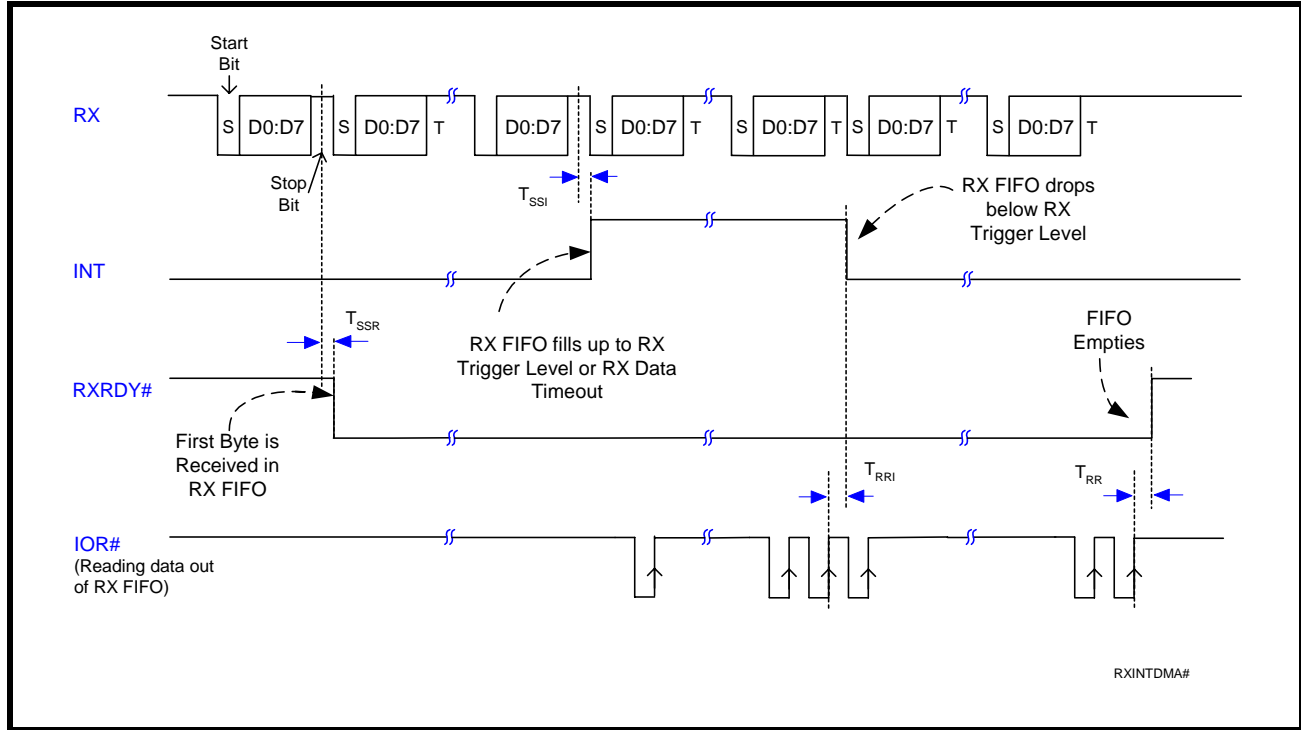 Start
Bit
RX
S D0:D7 S D0:D7 T D0:D7 S D0:D7 T S D0:D7 T S D0:D7 T S D0:D7 T
Stop
Bit
TSSI
RX FIFO drops
below RX
Trigger Level
INT
TSSR
RX FIFO fills up to RX
Trigger Level or RX Data
Timeout
FIFO
Empties
RXRDY#
First Byte is
Received in
RX FIFO
TRRI
TRR
IOR#
(Reading data out
of RX FIFO)
RXINTDMA#